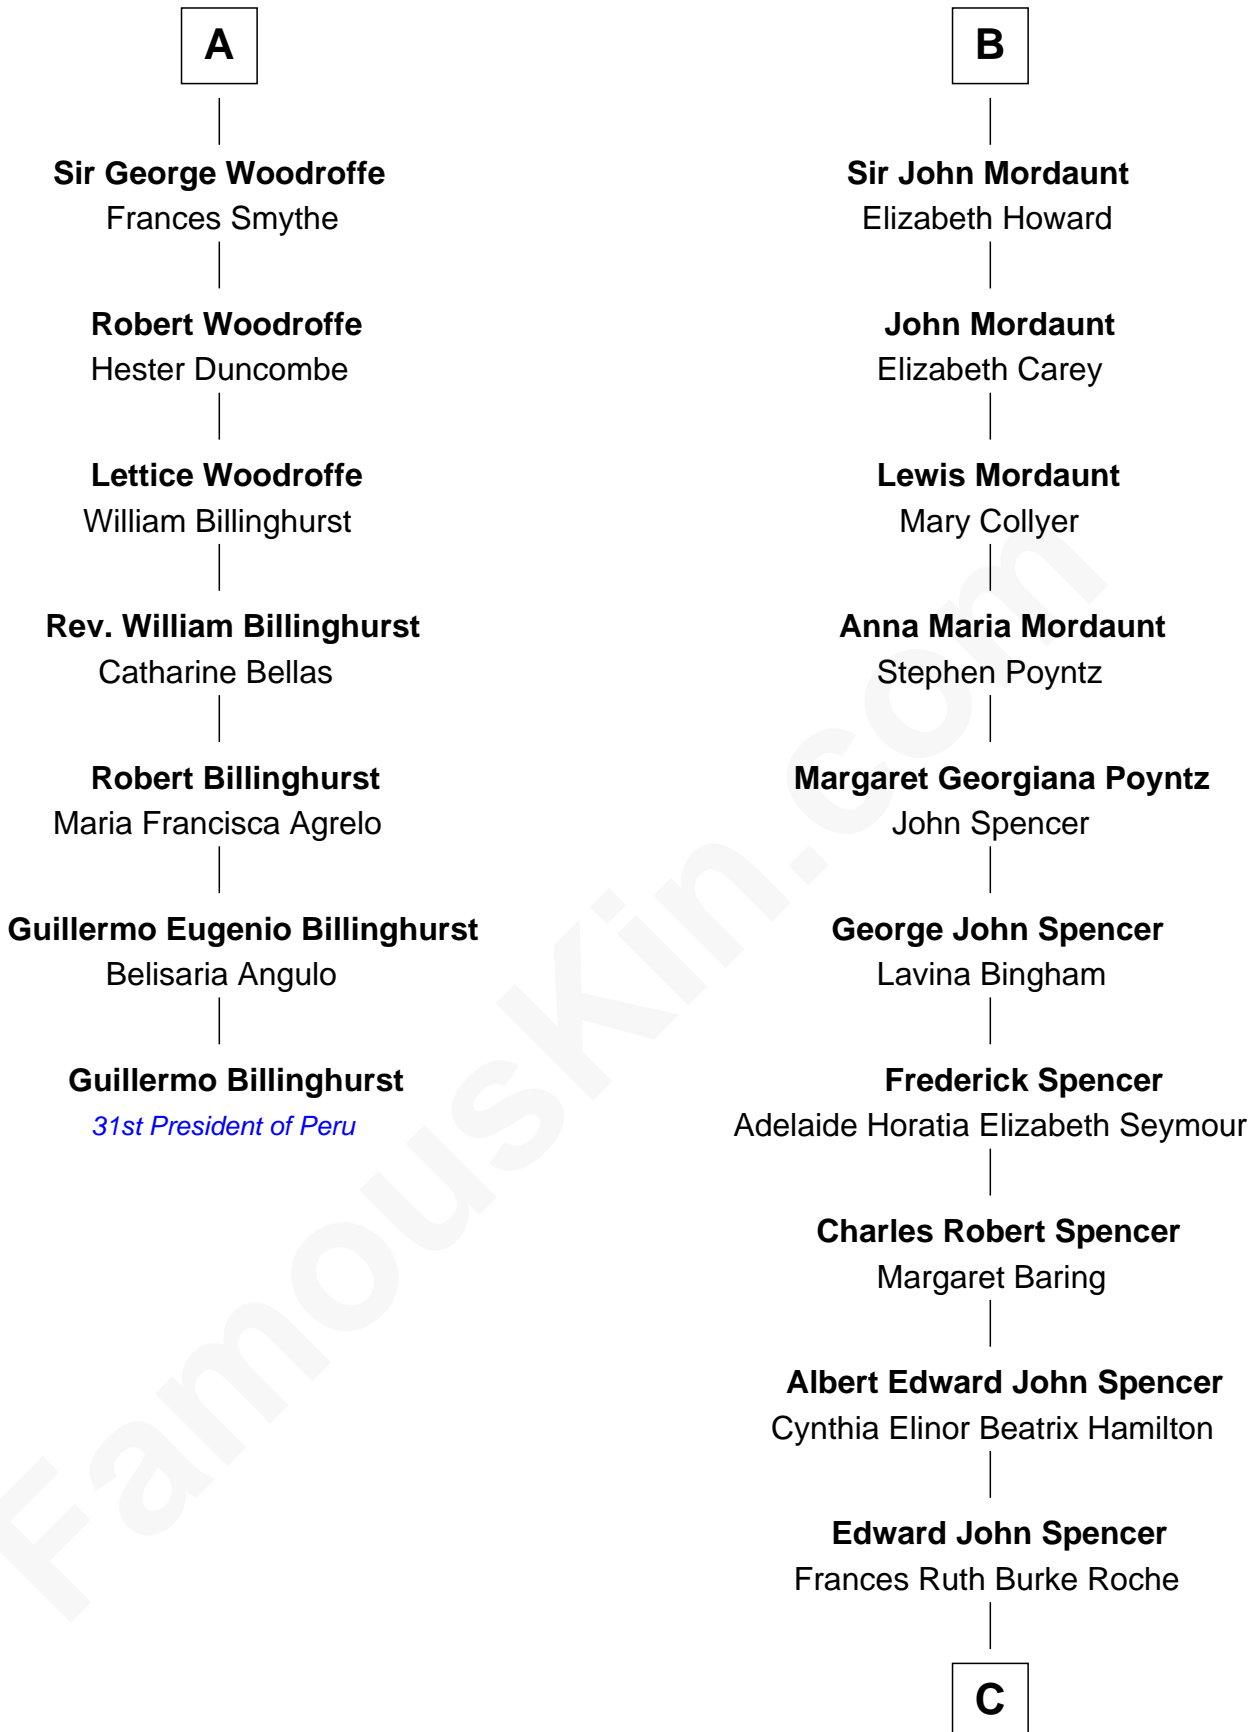 A
Sir George Woodroffe
Frances Smythe
Robert Woodroffe
Hester Duncombe
Lettice Woodroffe
William Billinghurst
Rev. William Billinghurst
Catharine Bellas
Robert Billinghurst
Maria Francisca Agrelo
Guillermo Eugenio Billinghurst
Belisaria Angulo
Guillermo Billinghurst
31st President of Peru
B
Sir John Mordaunt
Elizabeth Howard
John Mordaunt
Elizabeth Carey
Lewis Mordaunt
Mary Collyer
Anna Maria Mordaunt
Stephen Poyntz
Margaret Georgiana Poyntz
John Spencer
George John Spencer
Lavina Bingham
Frederick Spencer
Adelaide Horatia Elizabeth Seymour
Charles Robert Spencer
Margaret Baring
Albert Edward John Spencer
Cynthia Elinor Beatrix Hamilton
Edward John Spencer
Frances Ruth Burke Roche
C
FamousKin.com